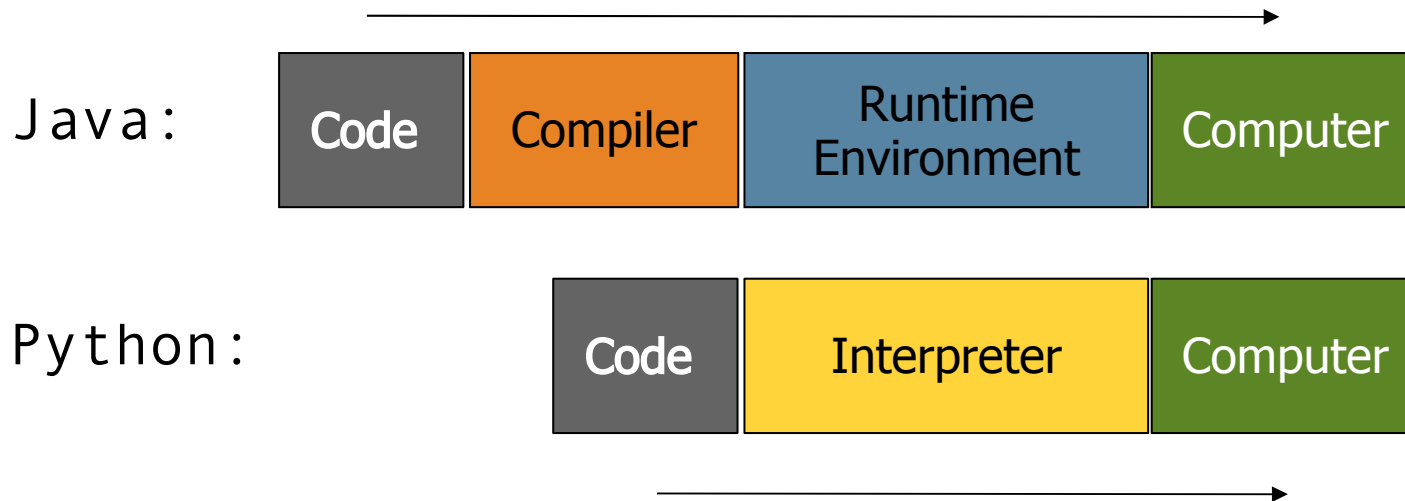 Java:
Code
Compiler
Runtime
Environment
Computer
Python:
Code
Interpreter
Computer